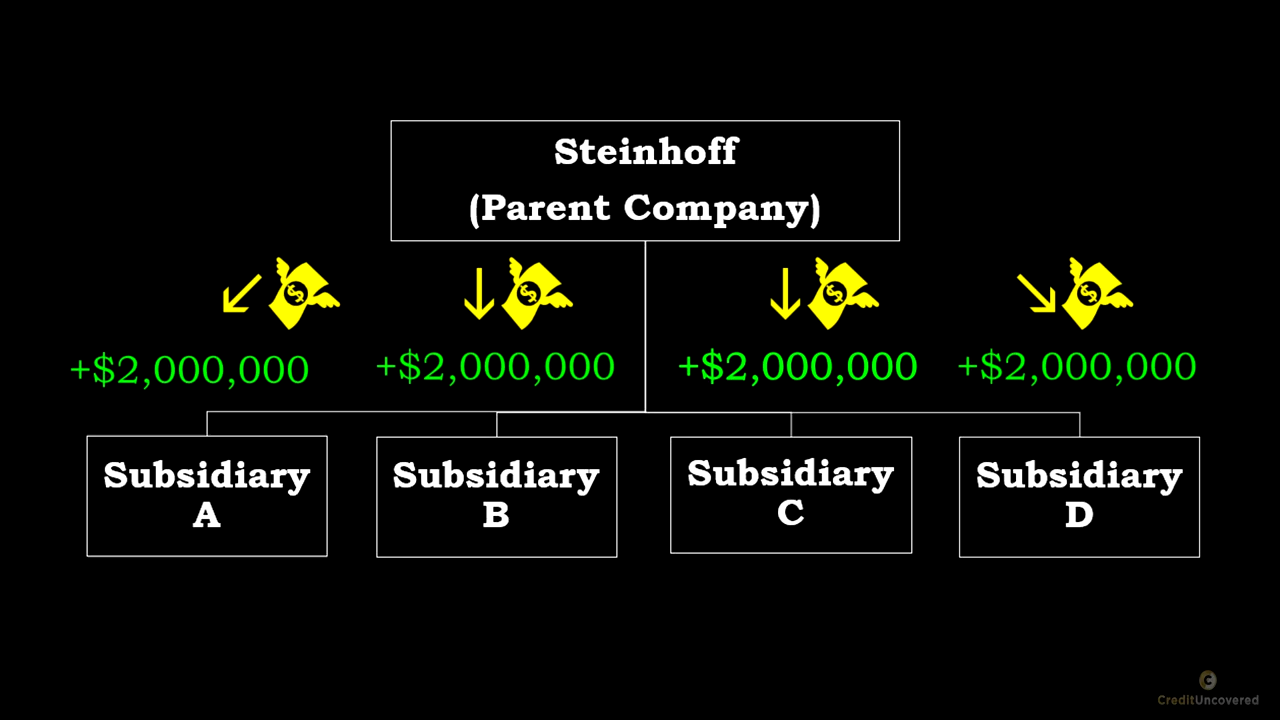 Steinhoff
(Parent Company)
+$2,000,000 +$2,000,000 +$2,000,000 +$2,000,000
Subsidiary A
Subsidiary B
Subsidiary C
Subsidiary D
CreditUncovered